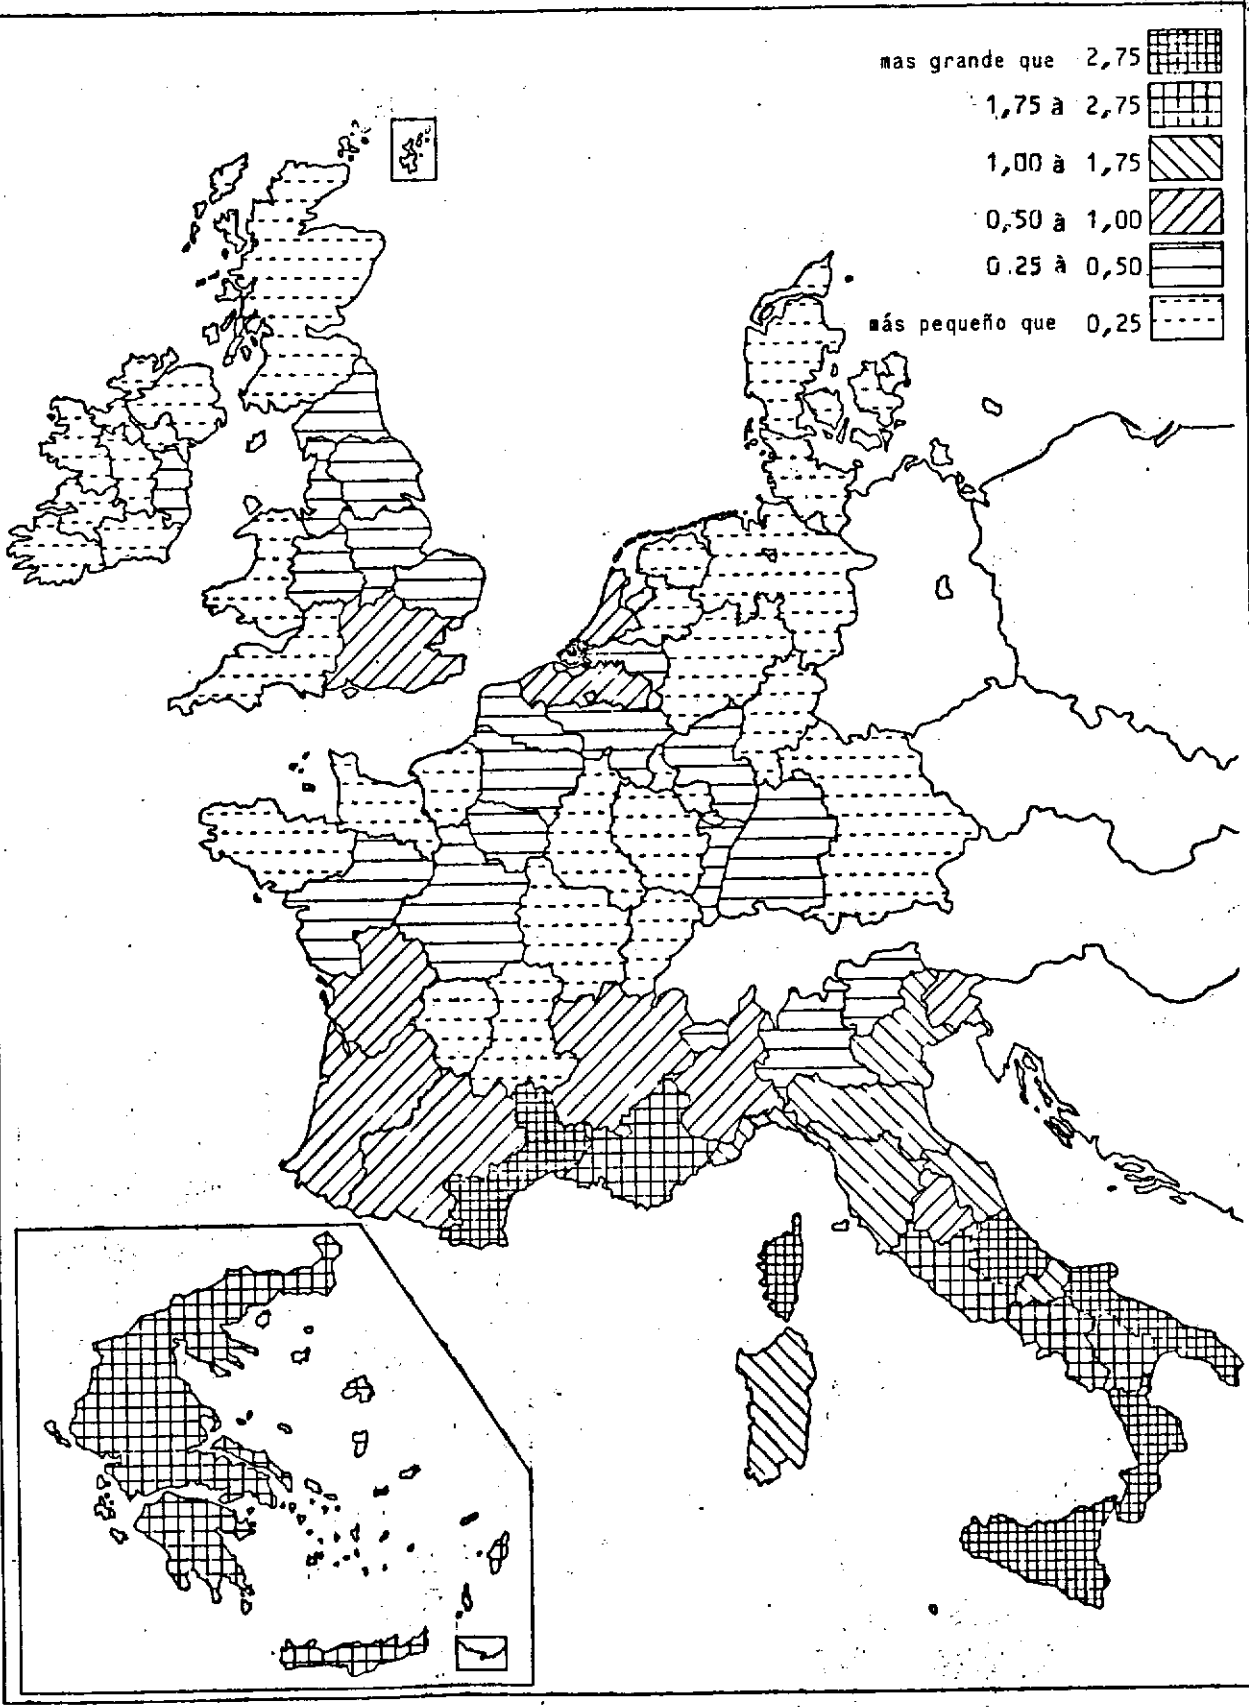 mas grande que 2,75
1,75 à 2,75
1,00 à 1,75
0,50 à 1,00
0.25 à 0,50
más pequeño que 0,25